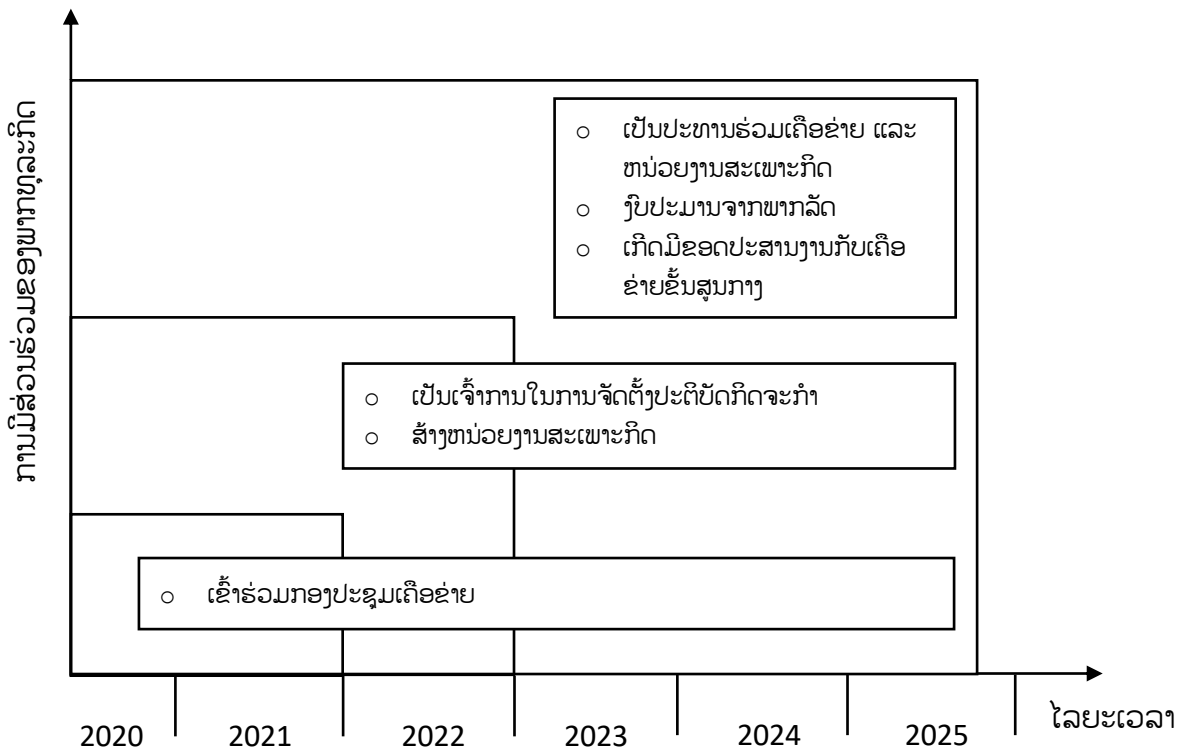 ການມີສ່ວນຮ່ວມຂອງພາກທຸລະກິດ
○ ເປັນປະທານຮ່ວມເຄືອຂ່າຍ ແລະ
ຫນ່ວຍງານສະເພາະກິດ
○ ງົບປະມານຈາກພາກລັດ
○ ເກີດມີຂອດປະສານງານກັບເຄືອ
ຂ່າຍຂັ້ນສູນກາງ
○ ເປັນເຈົ້າການໃນການຈັດຕັ້ງປະຕິບັດກິດຈະກຳ
○ ສ້າງຫນ່ວຍງານສະເພາະກິດ
○ ເຂົ້າຮ່ວມກອງປະຊຸມເຄືອຂ່າຍ
2020 2021 2022 2023 2024 2025
ໄລຍະເວລາ